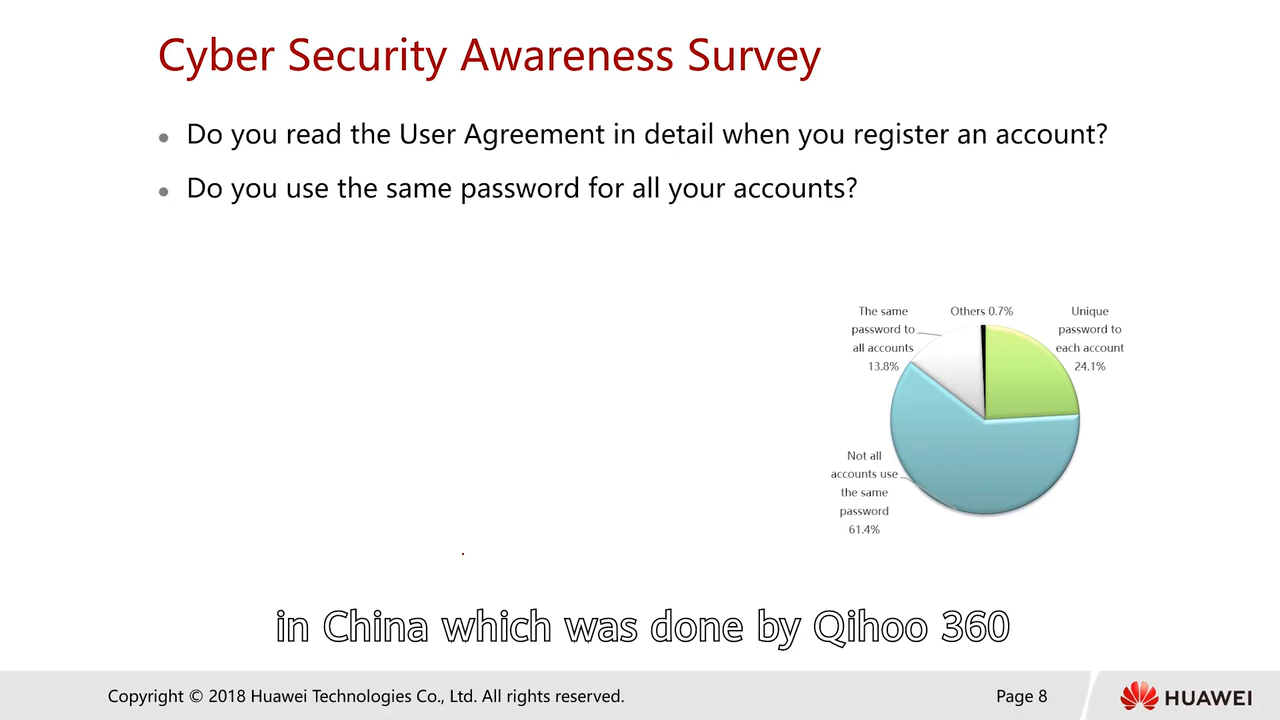 Cyber Security Awareness Survey
Do you read the User Agreement in detail when you register an account?
Do you use the same password for all your accounts?
The same
password to
all accounts
13.8%
Others 0.7%
Unique
password to
each account
24.1%
Not all
accounts use
the same
password
61.4%
in China which was done by Qihoo 360
Copyright © 2018 Huawei Technologies Co., Ltd. All rights reserved.
Page 8
HUAWEI